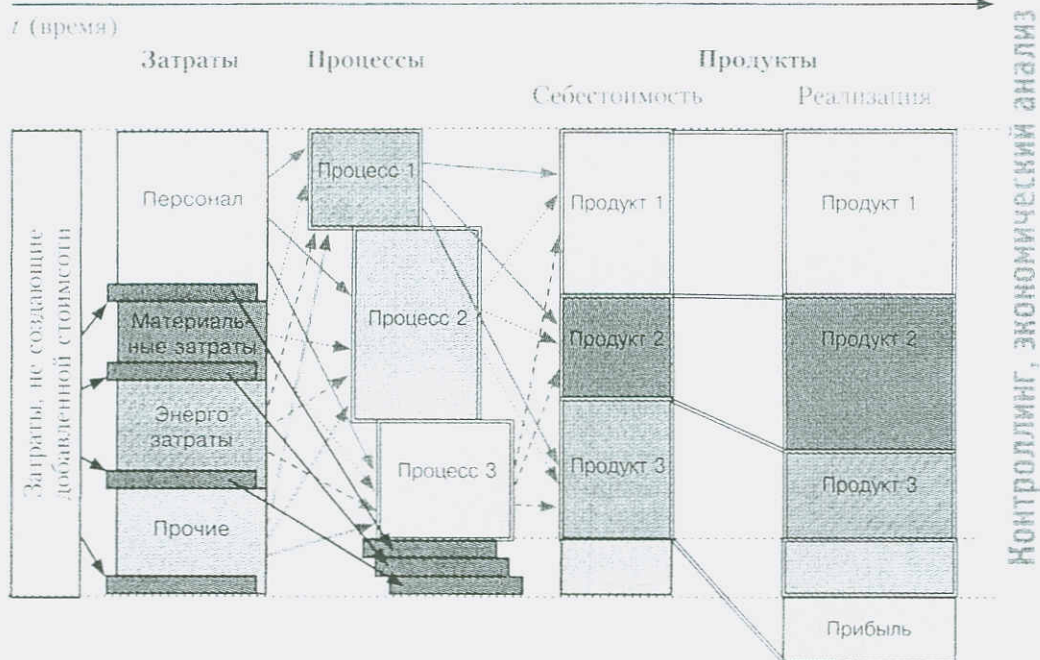 t (время)
Затраты
Процессы
Продукты
Себестоимость
Реализация
Затраты, не создающие
добавленной стоимсоти
Персонал
Материаль-
ные затраты
Энерго
затраты
Прочие
Процесс 1
Процесс 2
Процесс 3
Продукт 1
Продукт 2
Продукт 3
Продукт 1
Продукт 2
Продукт 3
Прибыль
Контроллинг, экономический анализ